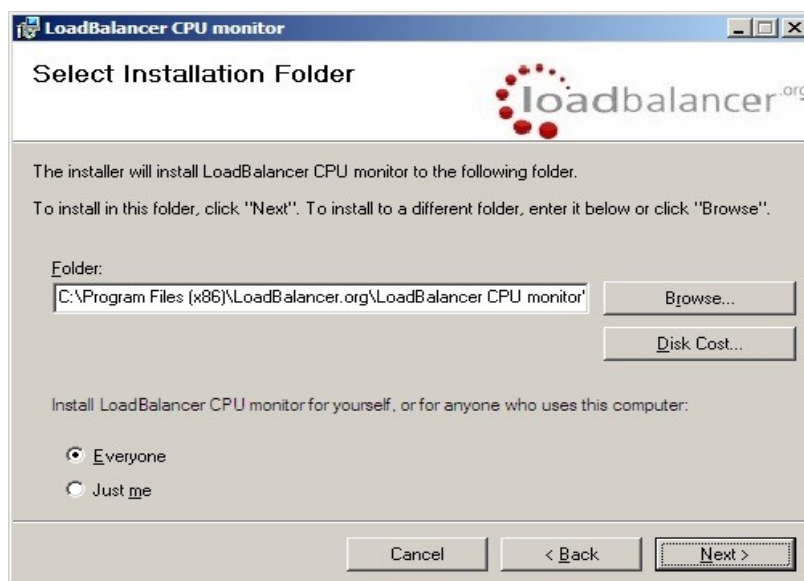 LoadBalancer CPU monitor
Select Installation Folder
loadbalancer.org
The installer will install LoadBalancer CPU monitor to the following folder.
To install in this folder, click "Next". To install to a different folder, enter it below or click "Browse".
Folder:
C:\Program Files (x86)\LoadBalancer.org\LoadBalancer CPU monitor\
Browse...
Disk Cost...
Install LoadBalancer CPU monitor for yourself, or for anyone who uses this computer:
Everyone
Just me
Cancel
< Back
Next >